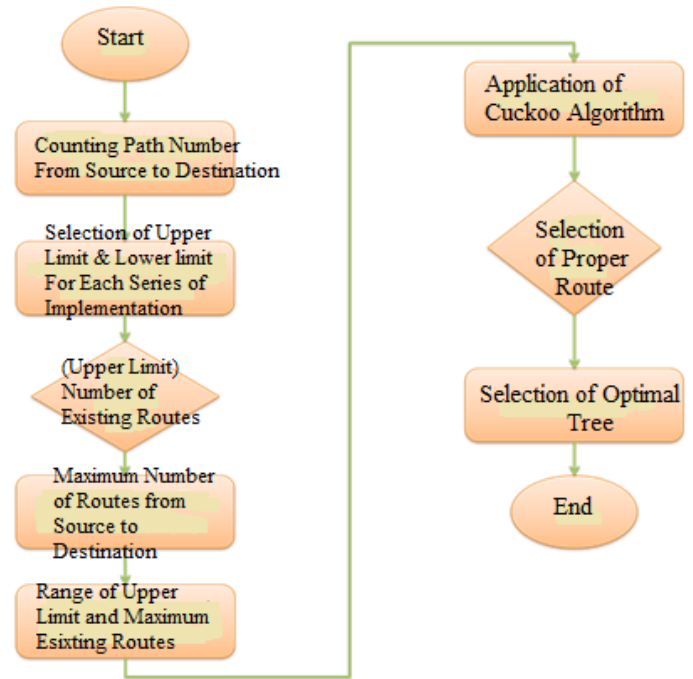 Start
Counting Path Number
From Source to Destination
Selection of Upper
Limit & Lower limit
For Each Series of
Implementation
(Upper Limit)
Number of
Existing Routes
Maximum Number
of Routes from
Source to
Destination
Range of Upper
Limit and Maximum
Esixting Routes
Application of
Cuckoo Algorithm
Selection
of Proper
Route
Selection of Optimal
Tree
End